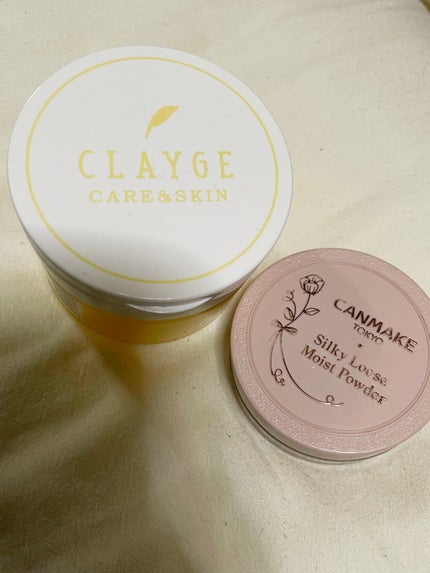 CLAYGE
CARE&SKIN
CANMAKE
TOKYO
Silky Loose
Moist Powder